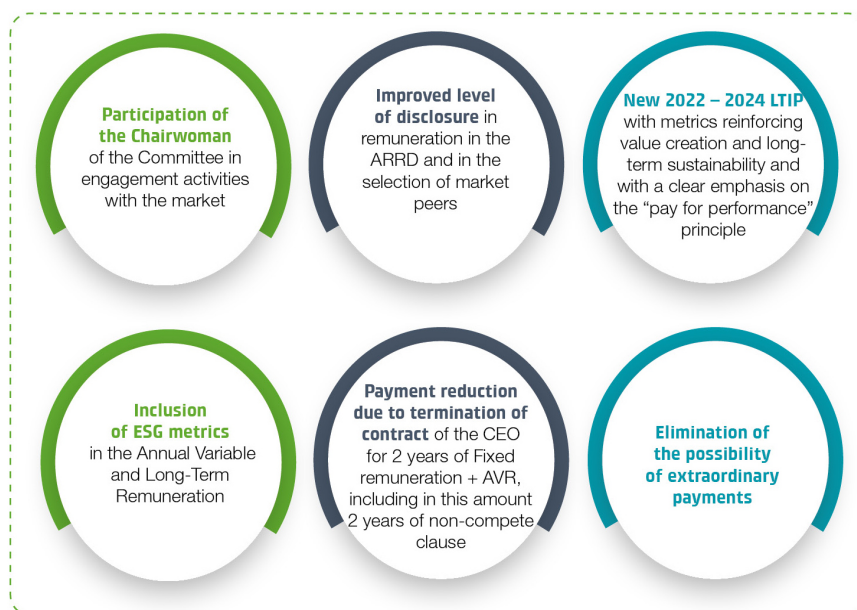 Participation of
the Chairwoman
of the Committee in
engagement activities
with the market
Improved level
of disclosure in
remuneration in the
ARRD and in the
selection of market
peers
New 2022 – 2024 LTIP
with metrics reinforcing
value creation and long-
term sustainability and
with a clear emphasis on
the “pay for performance”
principle
Inclusion
of ESG metrics
in the Annual Variable
and Long-Term
Remuneration
Payment reduction
due to termination of
contract of the CEO
for 2 years of Fixed
remuneration + AVR,
including in this amount
2 years of non-compete
clause
Elimination of
the possibility
of extraordinary
payments